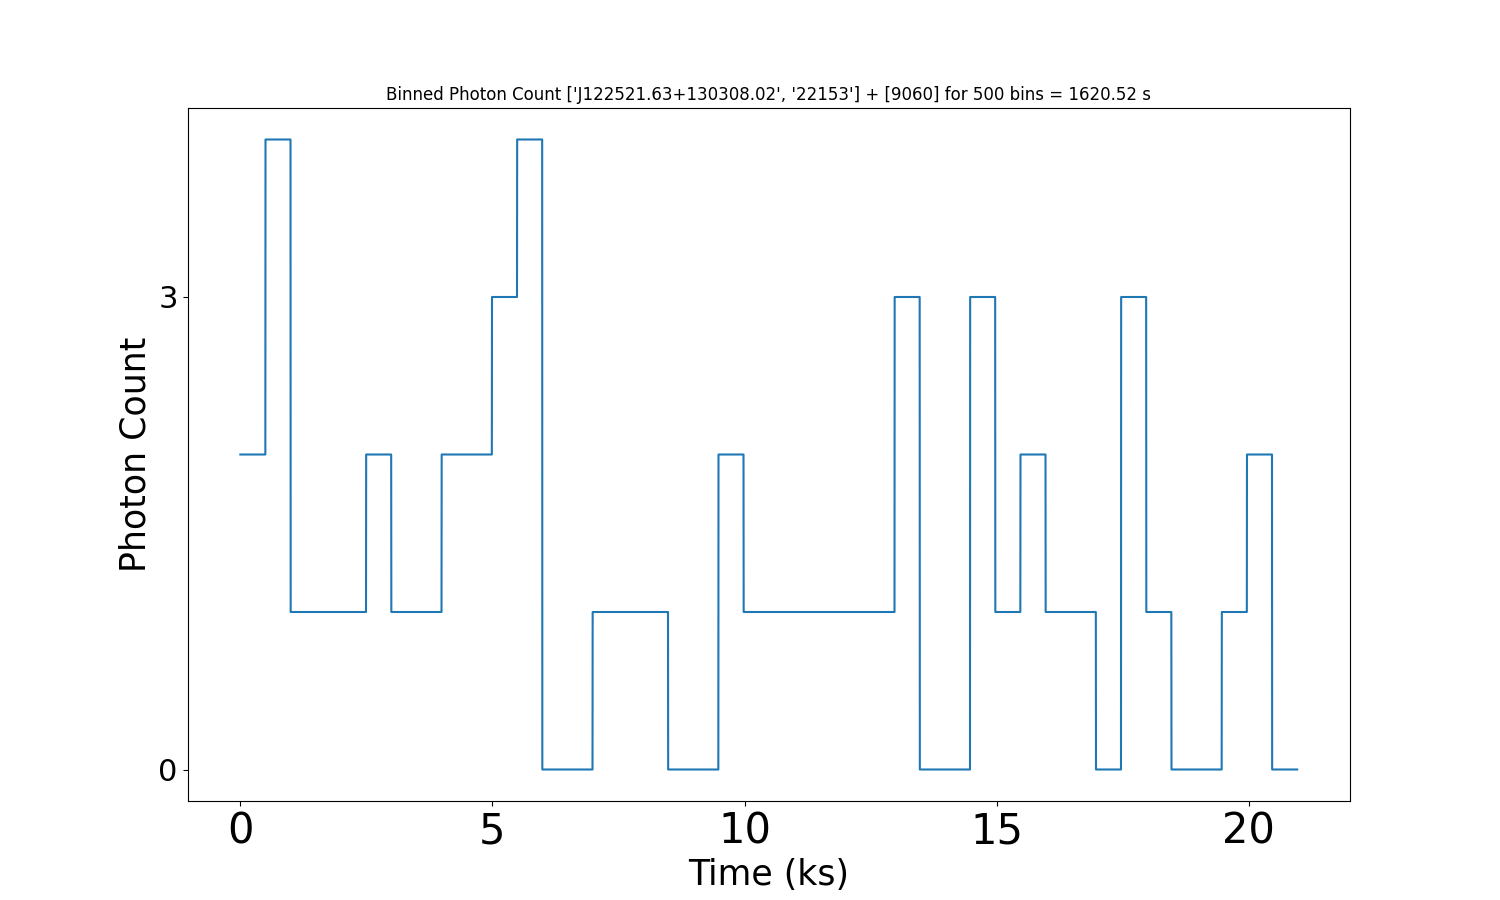 Binned Photon Count ['J122521.63+130308.02', '22153'] + [9060] for 500 bins = 1620.52 s
3
0
Photon Count
0 5 10 15 20
Time (ks)